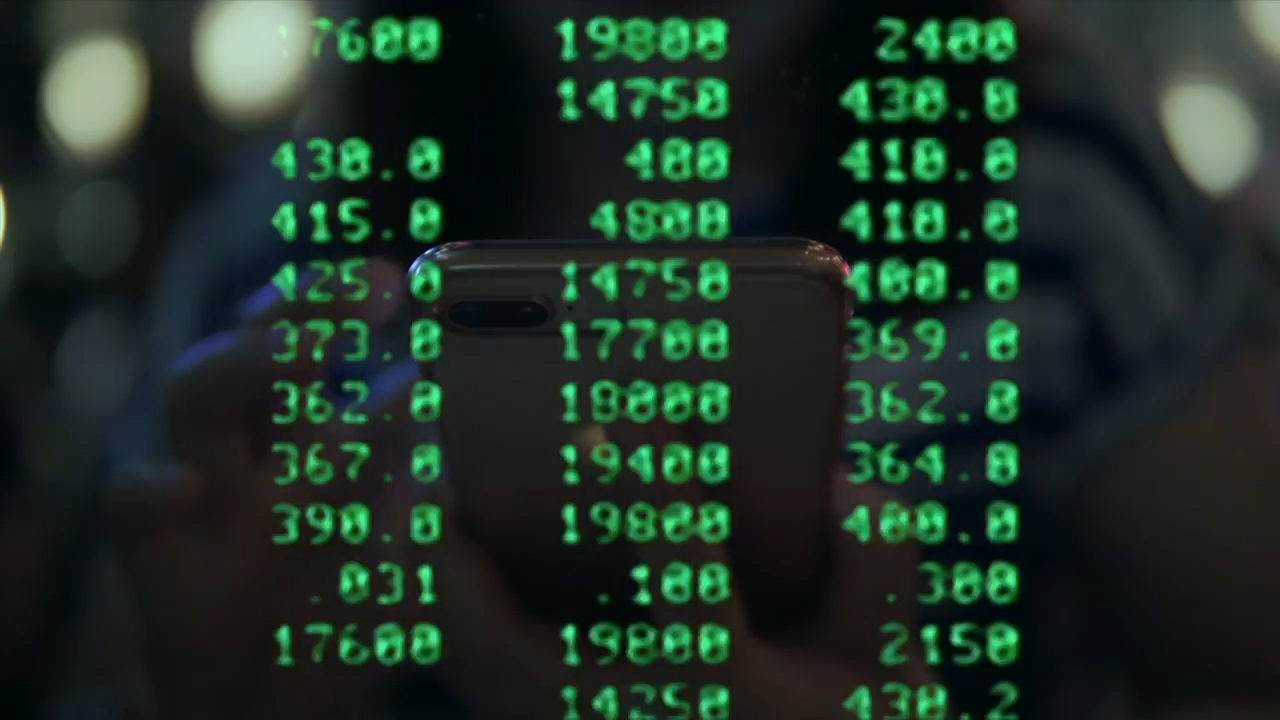 17600 19800 2400
14750 430.0
430.0 400 410.0
415.0 4800 410.0
425.0 14750 400.0
373.0 17700 369.0
362.0 18000 362.0
367.0 19400 364.0
390.0 19800 400.0
.031 .100 .300
17600 19800 2150
14250 430.2